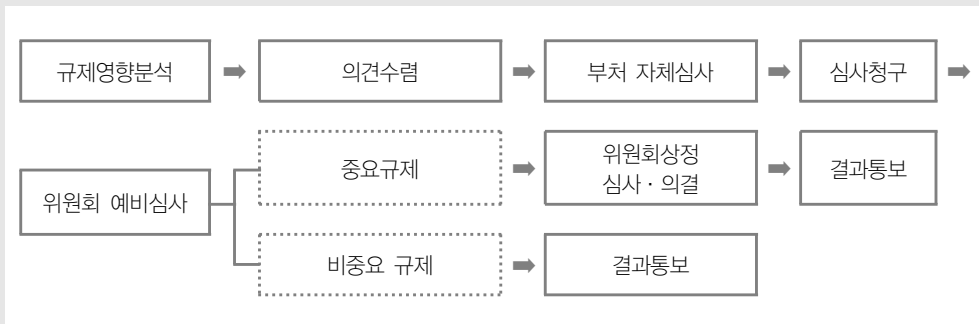 규제영향분석
의견수렴
부처 자체심사
심사청구
위원회 예비심사
중요규제
위원회상정
심사 · 의결
결과통보
비중요 규제
결과통보